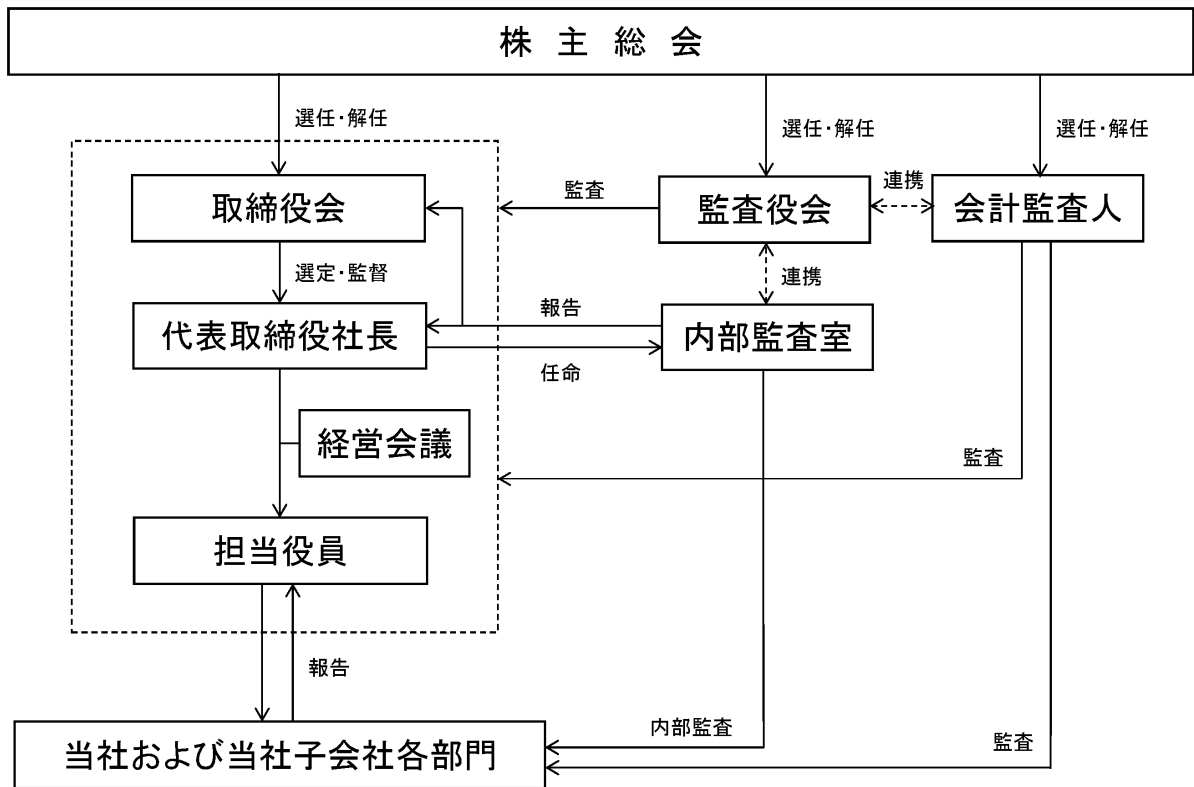 株 主 総 会
選任・解任
選任・解任
選任・解任
取締役会
監査
監査役会
連携
会計監査人
選定・監督
連携
代表取締役社長
報告
任命
内部監査室
経営会議
監査
担当役員
報告
内部監査
監査
当社および当社子会社各部門